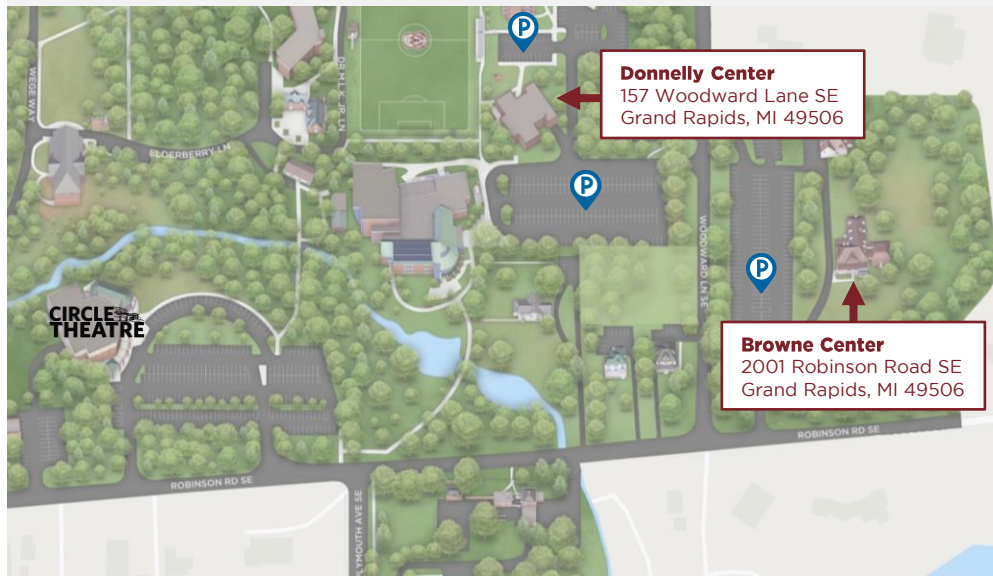 P
Donnelly Center
157 Woodward Lane SE
Grand Rapids, MI 49506
WEGE WAY
DR M.L.K. JR LN
ELDERBERRY LN
P
WOODWARD LN SE
P
CIRCLE
THEATRE
Browne Center
2001 Robinson Road SE
Grand Rapids, MI 49506
ROBINSON RD SE
ROBINSON RD SE
PLYMOUTH AVE SE